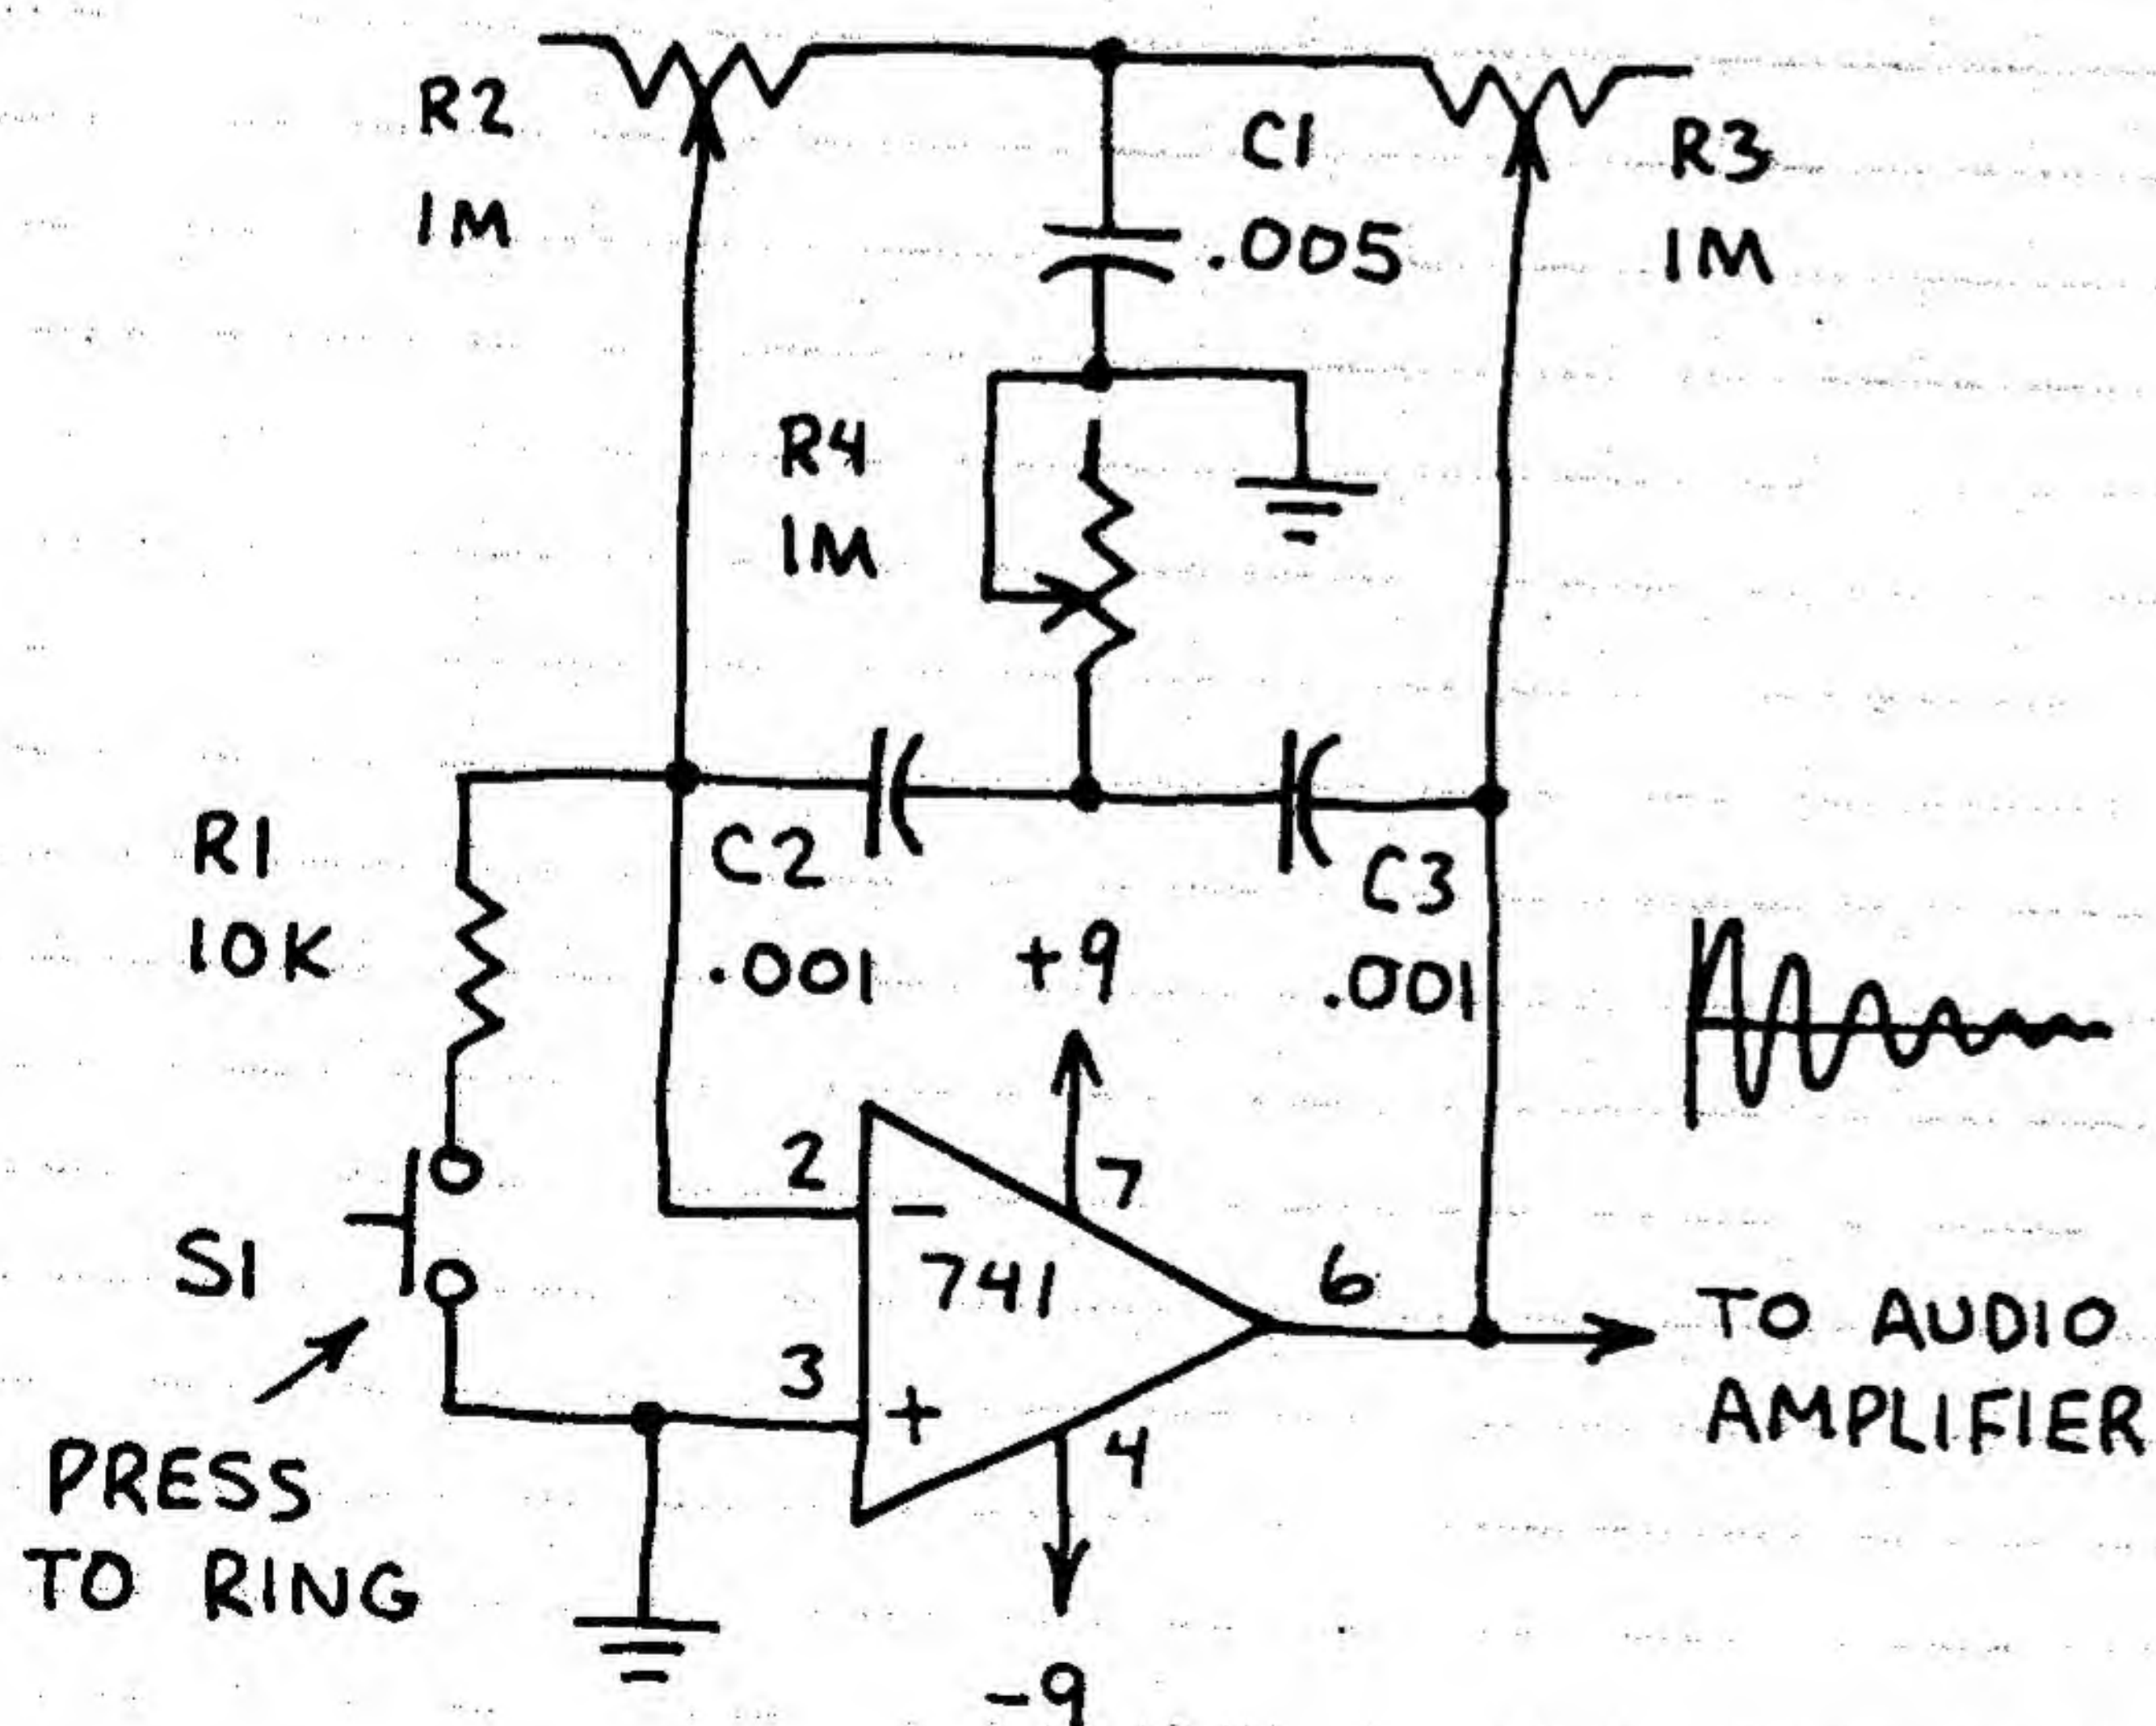 R2
1M
C1
.005
R3
1M
R4
1M
R1
10K
C2
.001
+9
C3
.001
2
7
-
741
6
S1
3
+
4
TO AUDIO
AMPLIFIER
PRESS
TO RING
-9